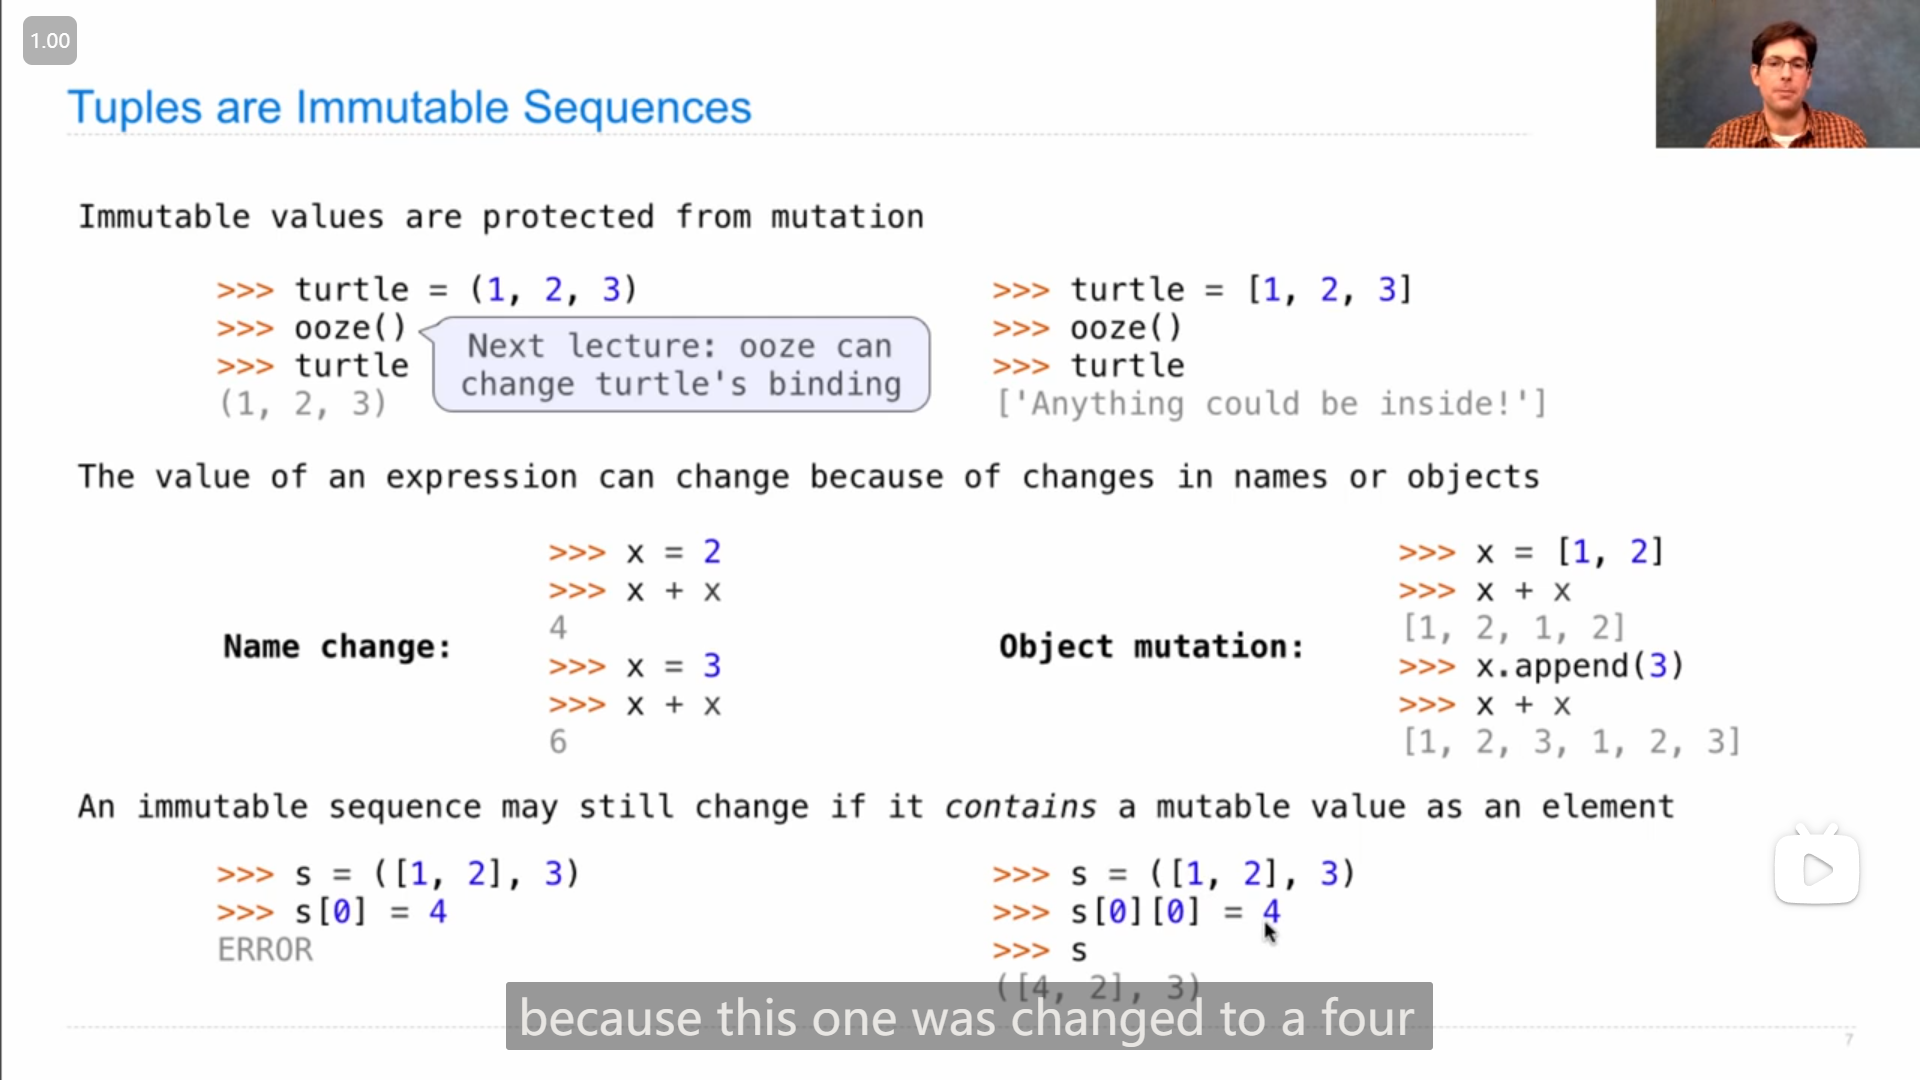 1.00
Tuples are Immutable Sequences
Immutable values are protected from mutation
>>> turtle = (1, 2, 3)
>>> ooze()
>>> turtle
(1, 2, 3)
Next lecture: ooze can
change turtle's binding
>>> turtle = [1, 2, 3]
>>> ooze()
>>> turtle
['Anything could be inside!']
The value of an expression can change because of changes in names or objects
Name change:
>>> x = 2
>>> x + x
4
>>> x = 3
>>> x + x
6
Object mutation:
>>> x = [1, 2]
>>> x + x
[1, 2, 1, 2]
>>> x.append(3)
>>> x + x
[1, 2, 3, 1, 2, 3]
An immutable sequence may still change if it contains a mutable value as an element
>>> s = ([1, 2], 3)
>>> s[0] = 4
ERROR
>>> s = ([1, 2], 3)
>>> s[0][0] = 4
>>> s
([4, 2], 3)
because this one was changed to a four
7